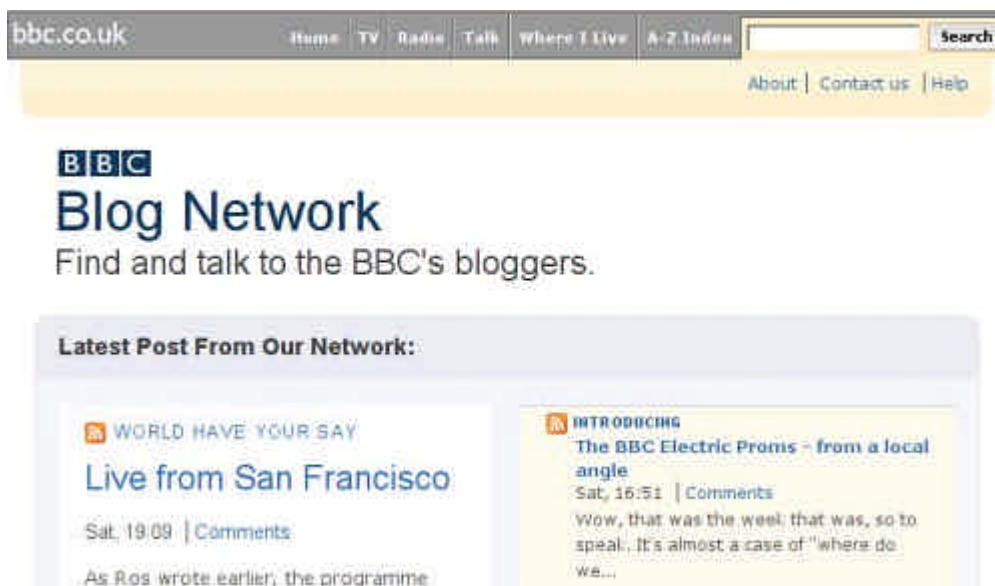 bbc.co.uk Home TV Radio Talk Where I Live A-Z Index Search
About | Contact us | Help
BBC
Blog Network
Find and talk to the BBC's bloggers.
Latest Post From Our Network:
WORLD HAVE YOUR SAY
Live from San Francisco
Sat, 19:09 | Comments
As Ros wrote earlier, the programme
INTRODUCING
The BBC Electric Proms - from a local
angle
Sat, 16:51 | Comments
Wow, that was the week that was, so to
speak. It's almost a case of "where do
we...